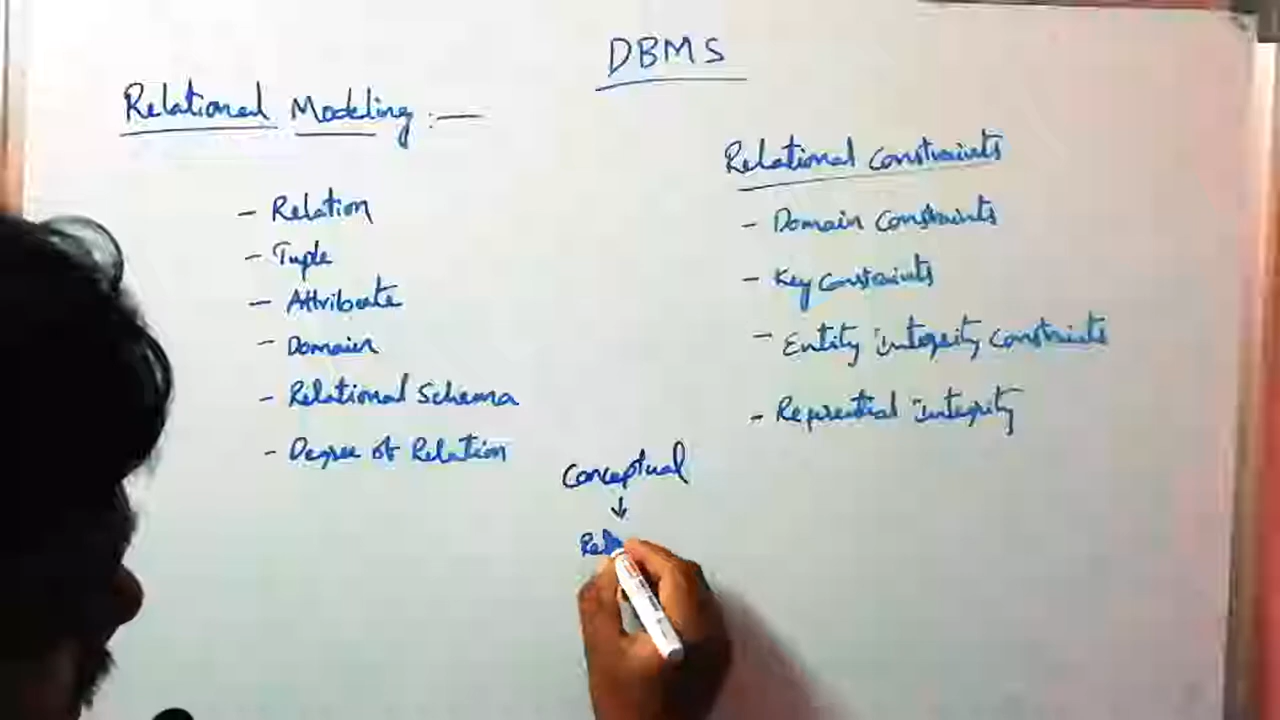 DBMS
Relational Modeling :—
- Relation
- Tuple
- Attribute
- Domain
- Relational Schema
- Degree of Relation
Relational Constraints
- Domain Constraints
- Key Constraints
- Entity integrity constraints
- Referential integrity
Conceptual
↓
Rel